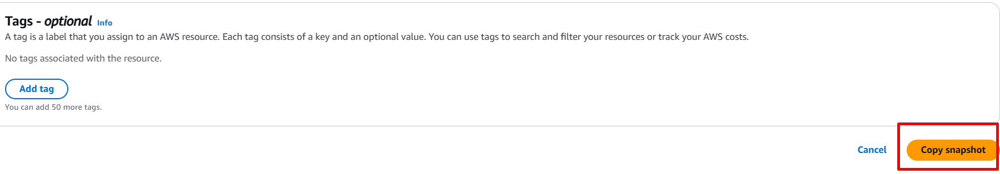 Tags - optional Info
A tag is a label that you assign to an AWS resource. Each tag consists of a key and an optional value. You can use tags to search and filter your resources or track your AWS costs.
No tags associated with the resource.
Add tag
You can add 50 more tags.
Cancel Copy snapshot